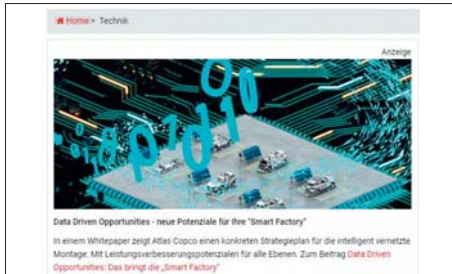 Home > Technik
Anzeige
Data Driven Opportunities - neue Potenziale für Ihre "Smart Factory"
In einem Whitepaper zeigt Atlas Copco einen konkreten Strategieplan für die intelligent vernetzte
Montage: Mit Leistungsverbesserungspotenzialen für alle Ebenen. Zum Beitrag Data Driven
Opportunities: Das bringt die „Smart Factory"